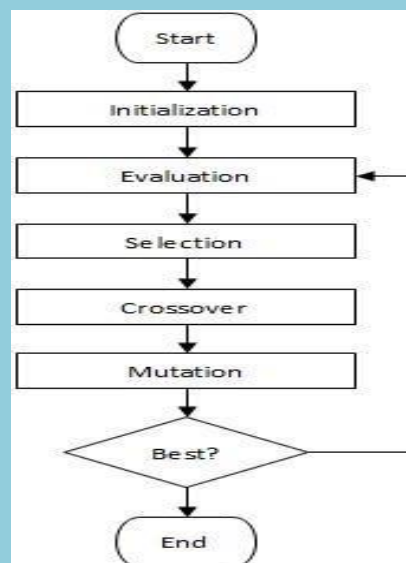 Start
Initialization
Evaluation
Selection
Crossover
Mutation
Best?
End